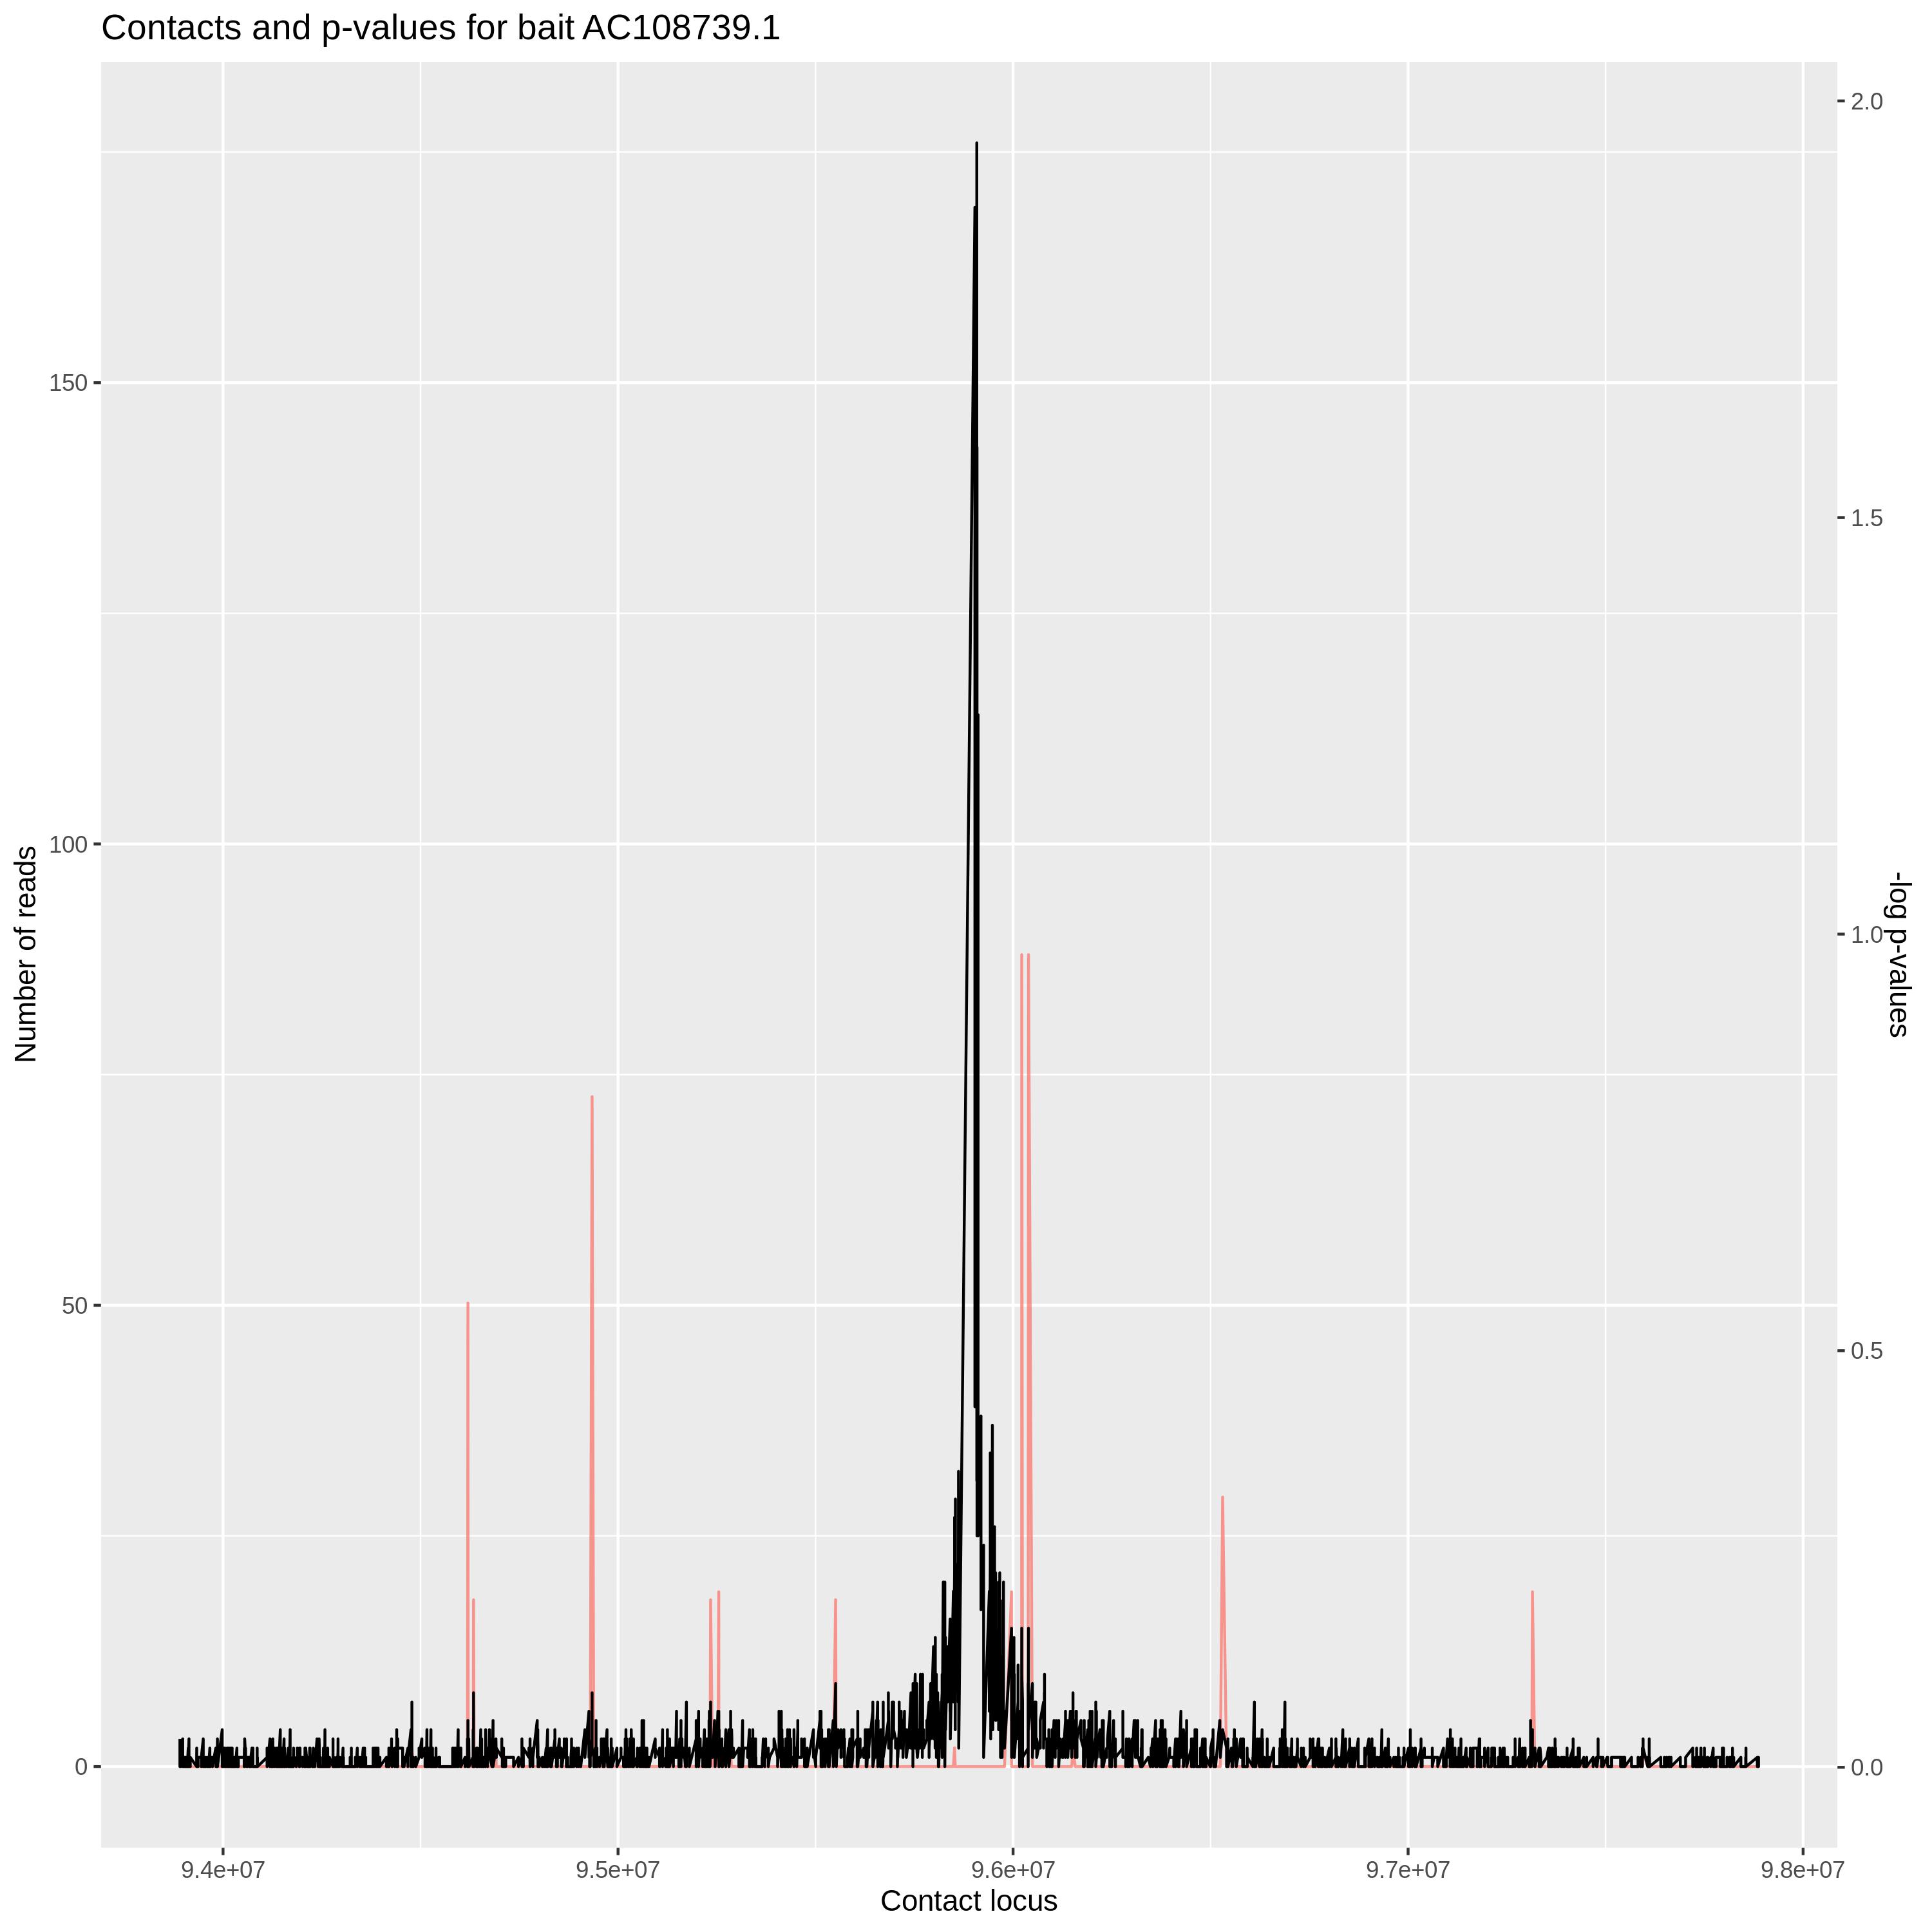 Contacts and p-values for bait AC108739.1
Number of reads
150
100
50
0
2.0
1.5
1.0
0.5
0.0
-log p-values
9.4e+07
9.5e+07
9.6e+07
9.7e+07
9.8e+07
Contact locus